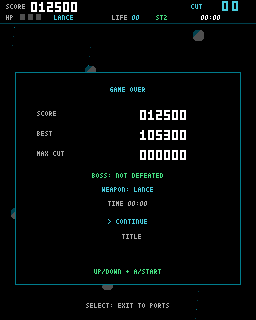 SCORE 012500 CUT 00
HP LANCE LIFE 00 ST2 00:00
GAME OVER
SCORE 012500
BEST 105300
MAX CUT 000000
BOSS: NOT DEFEATED
WEAPON: LANCE
TIME 00:00
> CONTINUE
TITLE
UP/DOWN + A/START
SELECT: EXIT TO PORTS